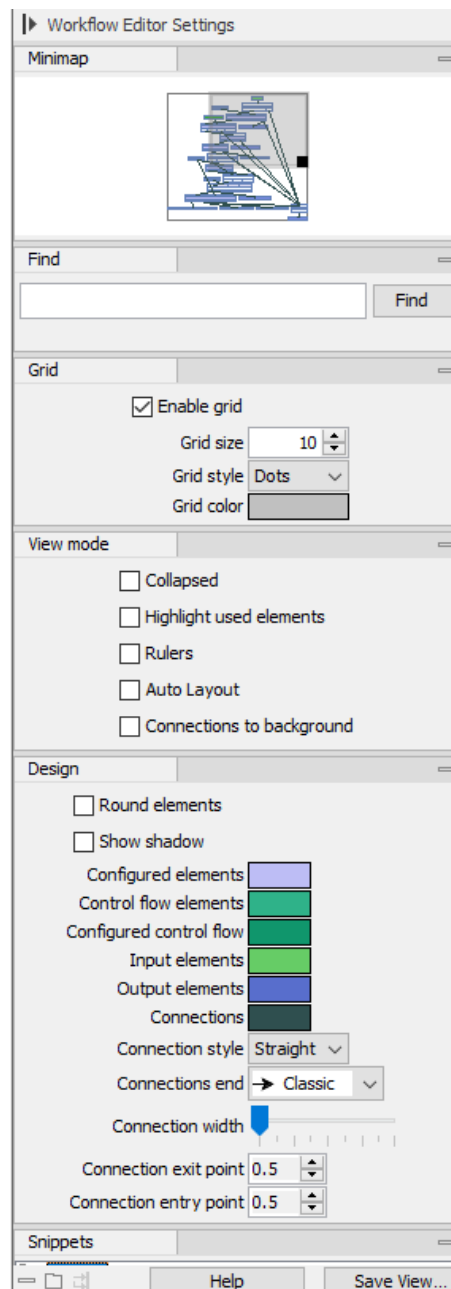 Workflow Editor Settings
Minimap
Find
Find
Grid
Enable grid
Grid size 10
Grid style Dots
Grid color
View mode
Collapsed
Highlight used elements
Rulers
Auto Layout
Connections to background
Design
Round elements
Show shadow
Configured elements
Control flow elements
Configured control flow
Input elements
Output elements
Connections
Connection style Straight
Connections end Classic
Connection width
Connection exit point 0.5
Connection entry point 0.5
Snippets
Help Save View...